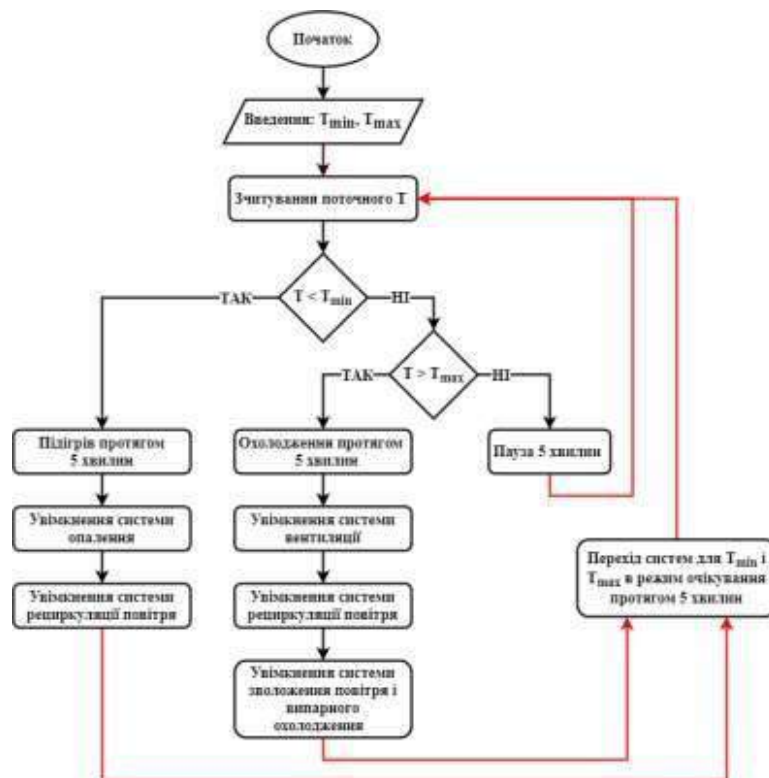 Початок
Введення: Tmin, Tmax
Зчитування поточного T
ТАК
T < Tmin
НІ
ТАК
T > Tmax
НІ
Підігрів протягом
5 хвилин
Охолодження протягом
5 хвилин
Пауза 5 хвилин
Увімкнення системи
опалення
Увімкнення системи
вентиляції
Перехід систем для Tmin і
Tmax в режим очікування
протягом 5 хвилин
Увімкнення системи
рециркуляції повітря
Увімкнення системи
рециркуляції повітря
Увімкнення системи
зволоження повітря і
випарного
охолодження